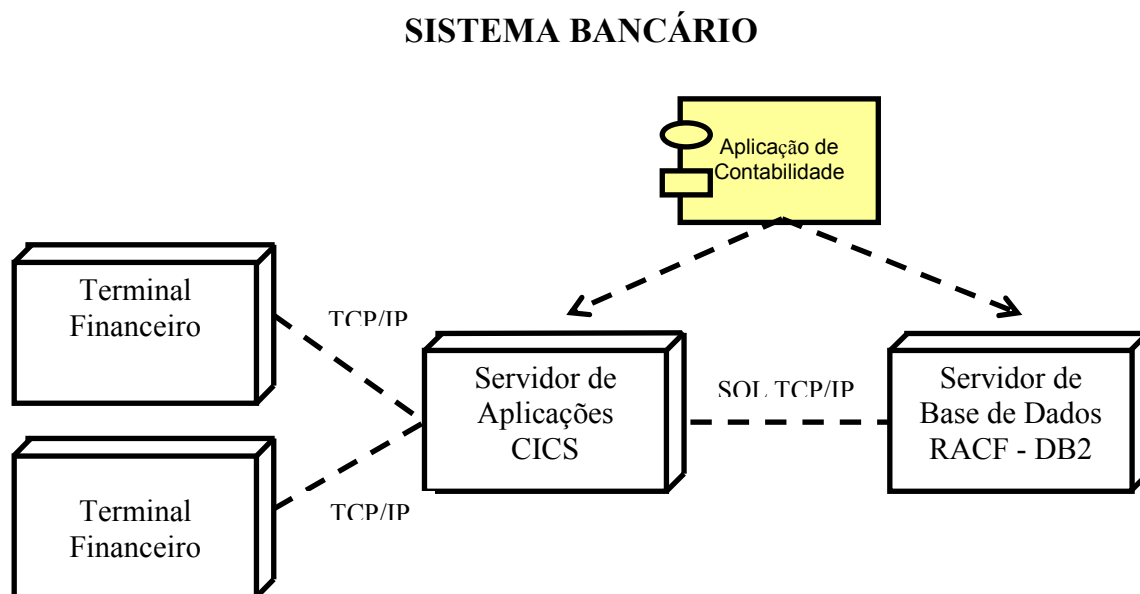 SISTEMA BANCÁRIO
Aplicação de
Contabilidade
Terminal
Financeiro
TCP/IP
Servidor de
Aplicações
CICS
SQL TCP/IP
Servidor de
Base de Dados
RACF - DB2
Terminal
Financeiro
TCP/IP